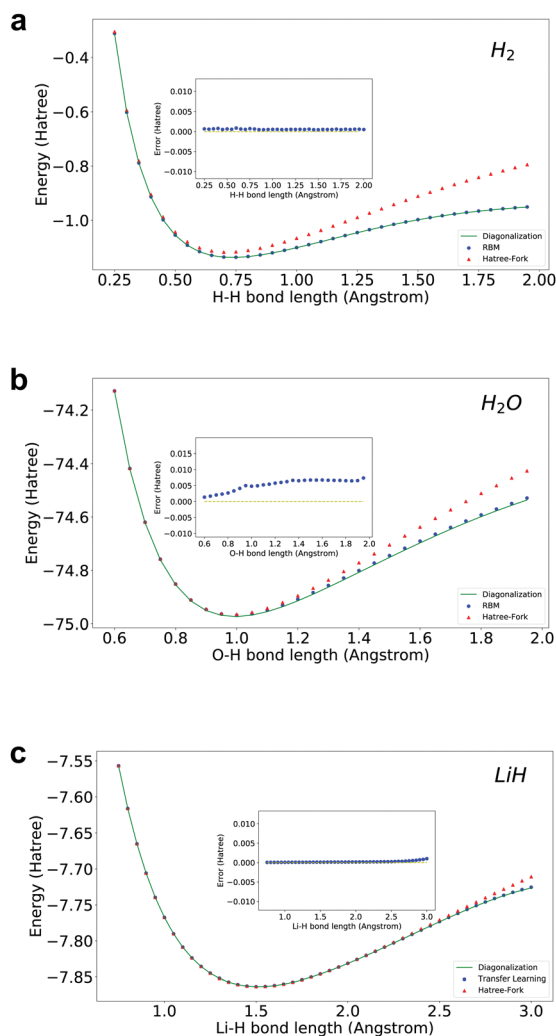 a
H2
Energy (Hatree)
−0.4
−0.6
−0.8
−1.0
Error (Hatree)
0.010
0.005
0.000
−0.005
−0.010
0.25 0.50 0.75 1.00 1.25 1.50 1.75 2.00
H-H bond length (Angstrom)
Diagonalization
RBM
Hatree-Fork
0.25 0.50 0.75 1.00 1.25 1.50 1.75 2.00
H-H bond length (Angstrom)
b
H2O
Energy (Hatree)
−74.2
−74.4
−74.6
−74.8
−75.0
Error (Hatree)
0.015
0.010
0.005
0.000
−0.005
−0.010
0.6 0.8 1.0 1.2 1.4 1.6 1.8 2.0
O-H bond length (Angstrom)
Diagonalization
RBM
Hatree-Fork
0.6 0.8 1.0 1.2 1.4 1.6 1.8 2.0
O-H bond length (Angstrom)
c
LiH
Energy (Hatree)
−7.55
−7.60
−7.65
−7.70
−7.75
−7.80
−7.85
Error (Hatree)
0.010
0.005
0.000
−0.005
−0.010
1.0 1.5 2.0 2.5 3.0
Li-H bond length (Angstrom)
Diagonalization
Transfer Learning
Hatree-Fork
1.0 1.5 2.0 2.5 3.0
Li-H bond length (Angstrom)